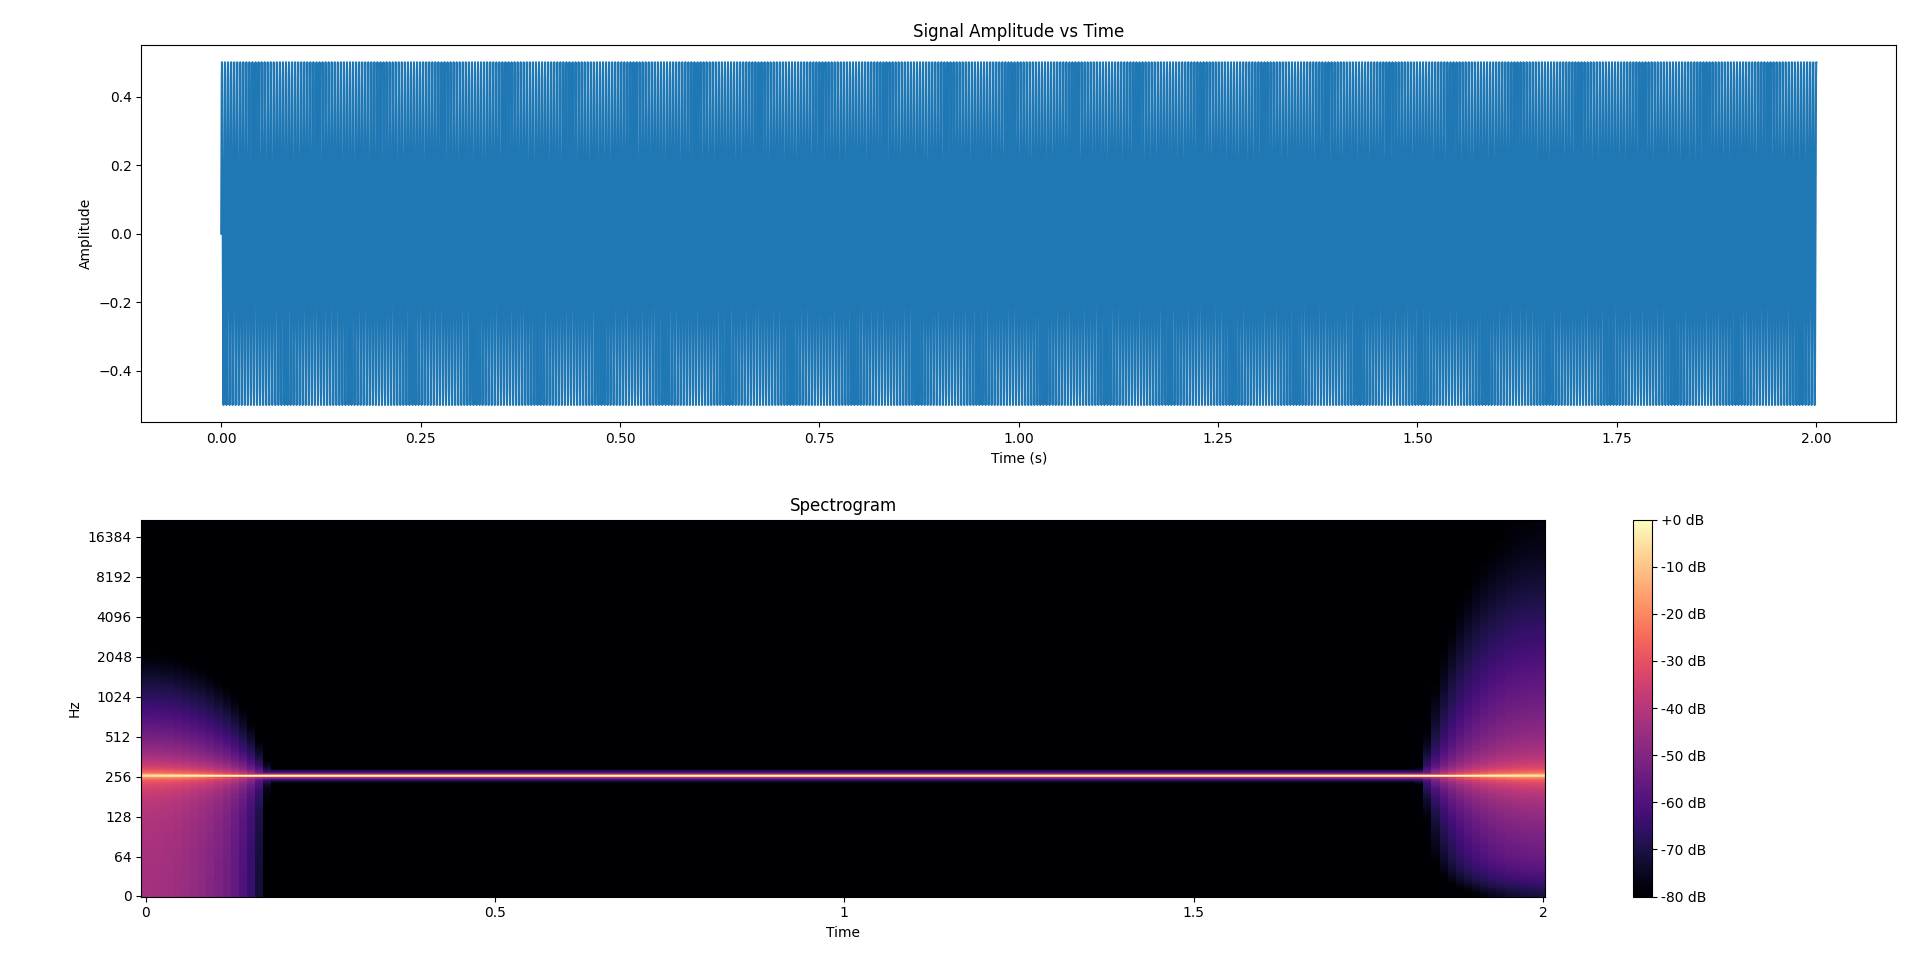 Signal Amplitude vs Time
Amplitude
0.4
0.2
0.0
−0.2
−0.4
0.00 0.25 0.50 0.75 1.00 1.25 1.50 1.75 2.00
Time (s)
Spectrogram
Hz
16384
8192
4096
2048
1024
512
256
128
64
0
0 0.5 1 1.5 2
Time
+0 dB
-10 dB
-20 dB
-30 dB
-40 dB
-50 dB
-60 dB
-70 dB
-80 dB